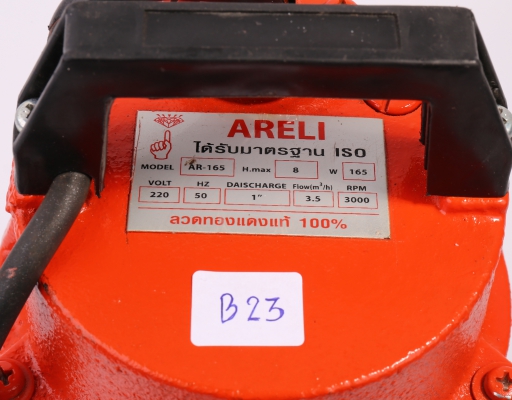 ARELI
ได้รับมาตรฐาน ISO
MODEL AR-165 H.max 8 W 165
VOLT HZ DAISCHARGE Flow(m³/h) RPM
220 50 1" 3.5 3000
ลวดทองแดงแท้ 100%
B23